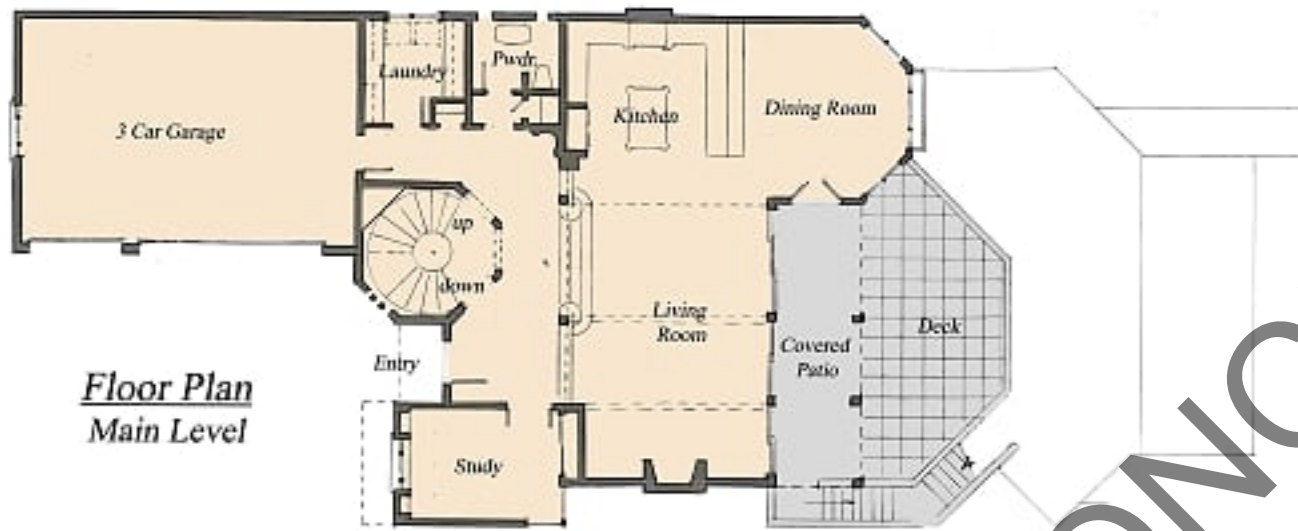 Laundry
Pwdr.
3 Car Garage
Kitchen
Dining Room
up
down
Living
Room
Deck
Covered
Patio
Entry
Floor Plan
Main Level
Study